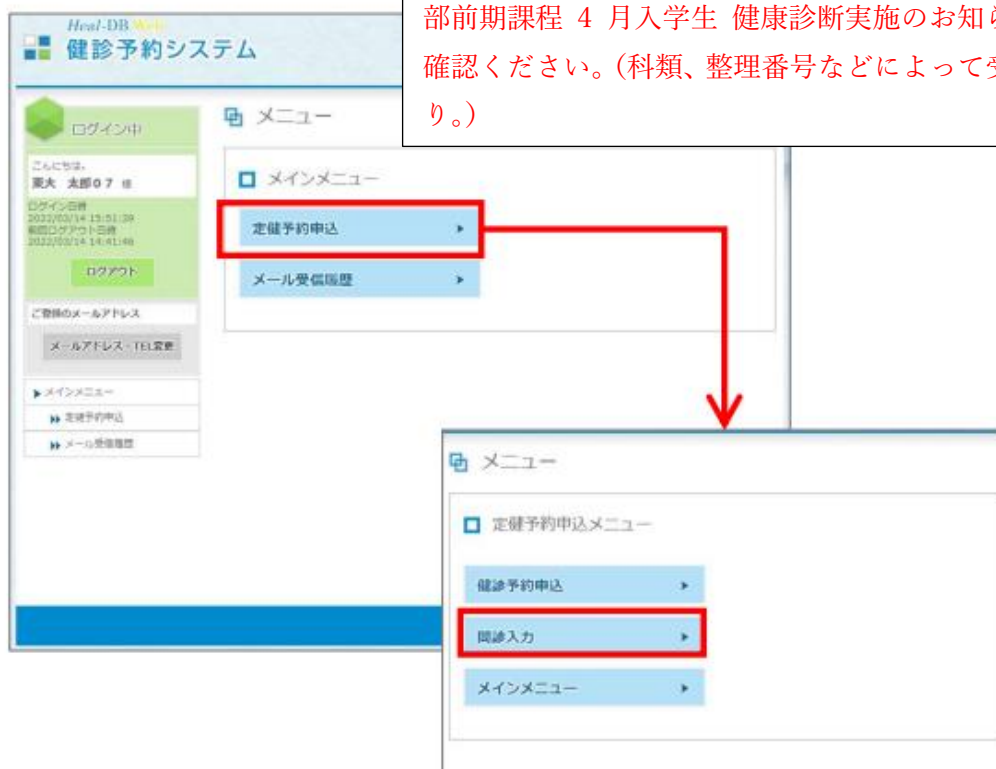 部前期課程 4 月入学生 健康診断実施のお知ら
確認ください。(科類、整理番号などによって受
り。)
Heal-DB Web
健診予約システム
ログイン中
こんにちは。
東大 太郎07 様
ログイン日時
2022/03/14 15:51:39
前回ログアウト日時
2022/03/14 14:41:46
ログアウト
ご登録のメールアドレス
メールアドレス・TEL変更
メインメニュー
定健予約申込
メール受信履歴
メニュー
メインメニュー
定健予約申込
メール受信履歴
メニュー
定健予約申込メニュー
健診予約申込
問診入力
メインメニュー